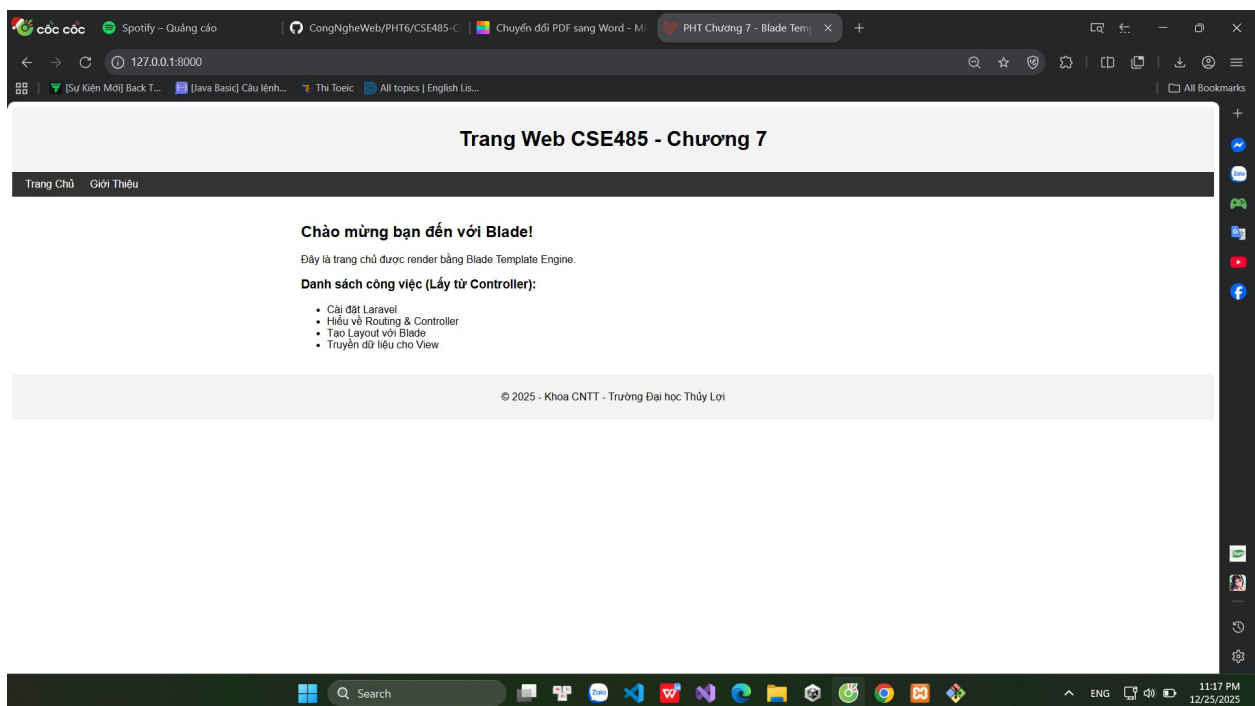 cốc cốc
Spotify – Quảng cáo
CongNgheWeb/PHT6/CSE485-C
Chuyển đổi PDF sang Word - Mi
PHT Chương 7 - Blade Temp
127.0.0.1:8000
[Sự Kiện Mới] Back T...
[Java Basic] Câu lệnh...
Thi Toeic
All topics | English Lis...
All Bookmarks
Trang Web CSE485 - Chương 7
Trang Chủ Giới Thiệu
Chào mừng bạn đến với Blade!
Đây là trang chủ được render bằng Blade Template Engine.
Danh sách công việc (Lấy từ Controller):
Cài đặt Laravel
Hiểu về Routing & Controller
Tạo Layout với Blade
Truyền dữ liệu cho View
© 2025 - Khoa CNTT - Trường Đại học Thủy Lợi
Search
Zalo
Zalo
ENG
11:17 PM
12/25/2025